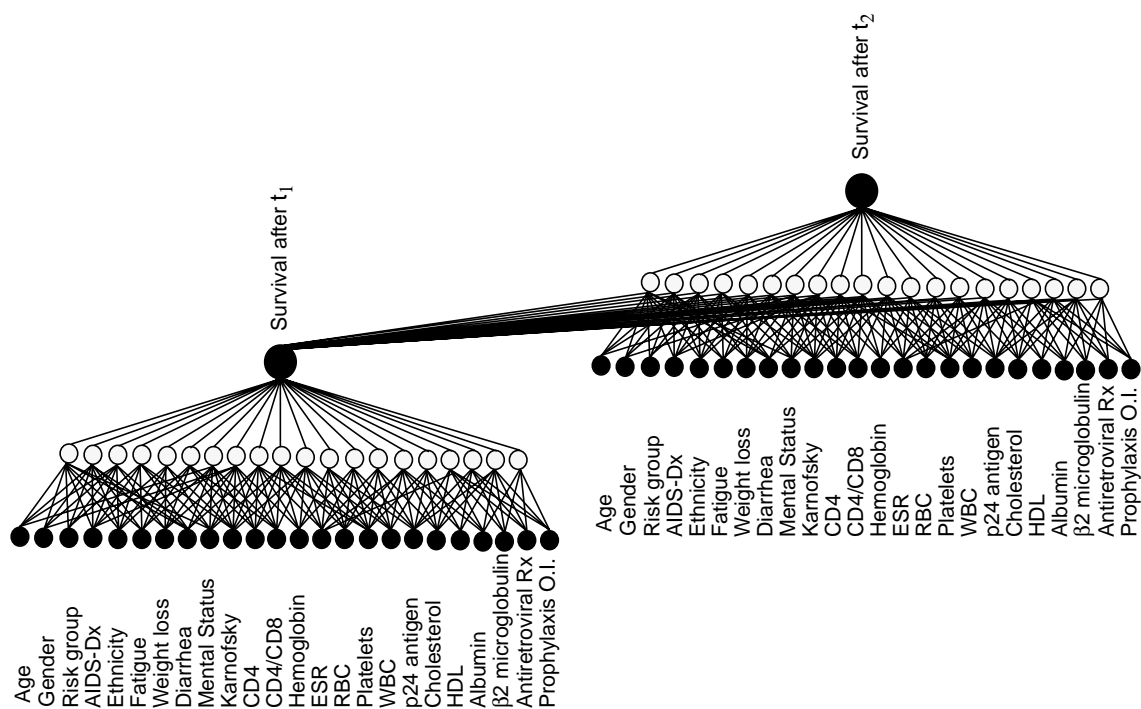 Survival after t2
Survival after t1
Age
Gender
Risk group
AIDS-Dx
Ethnicity
Fatigue
Weight loss
Diarrhea
Mental Status
Karnofsky
CD4
CD4/CD8
Hemoglobin
ESR
RBC
Platelets
WBC
p24 antigen
Cholesterol
HDL
Albumin
β2 microglobulin
Antiretroviral Rx
Prophylaxis O.I.
Age
Gender
Risk group
AIDS-Dx
Ethnicity
Fatigue
Weight loss
Diarrhea
Mental Status
Karnofsky
CD4
CD4/CD8
Hemoglobin
ESR
RBC
Platelets
WBC
p24 antigen
Cholesterol
HDL
Albumin
β2 microglobulin
Antiretroviral Rx
Prophylaxis O.I.